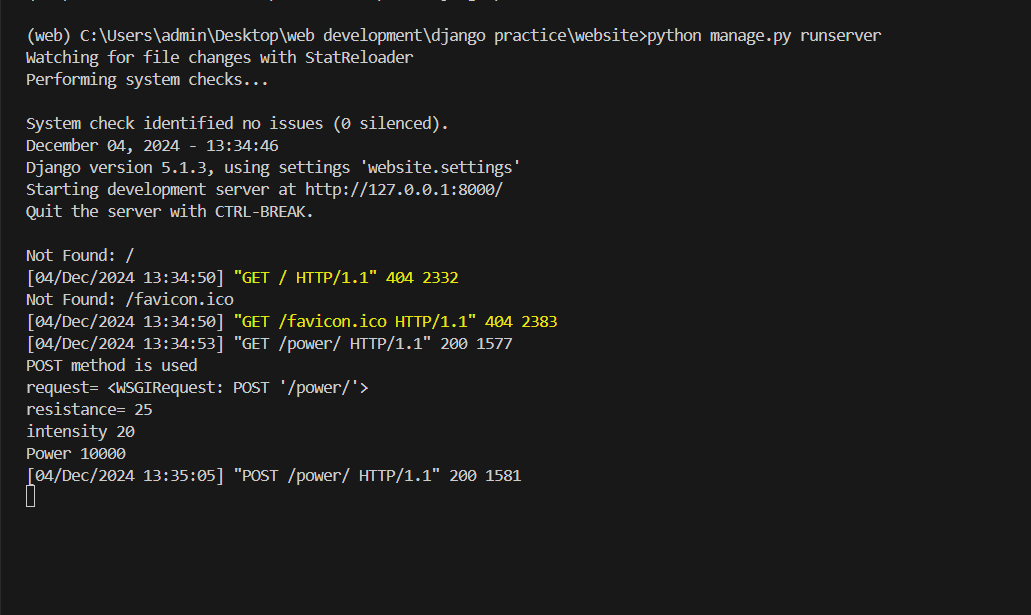 (web) C:\Users\admin\Desktop\web development\django practice\website>python manage.py runserver
Watching for file changes with StatReloader
Performing system checks...
System check identified no issues (0 silenced).
December 04, 2024 - 13:34:46
Django version 5.1.3, using settings 'website.settings'
Starting development server at http://127.0.0.1:8000/
Quit the server with CTRL-BREAK.
Not Found: /
[04/Dec/2024 13:34:50] "GET / HTTP/1.1" 404 2332
Not Found: /favicon.ico
[04/Dec/2024 13:34:50] "GET /favicon.ico HTTP/1.1" 404 2383
[04/Dec/2024 13:34:53] "GET /power/ HTTP/1.1" 200 1577
POST method is used
request= <WSGIRequest: POST '/power/'>
resistance= 25
intensity 20
Power 10000
[04/Dec/2024 13:35:05] "POST /power/ HTTP/1.1" 200 1581